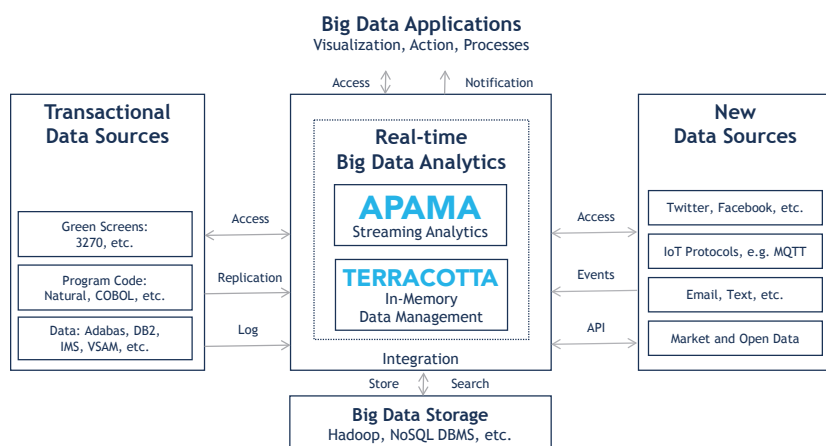 Big Data Applications
Visualization, Action, Processes
Access
Notification
Transactional
Data Sources
Green Screens:
3270, etc.
Program Code:
Natural, COBOL, etc.
Data: Adabas, DB2,
IMS, VSAM, etc.
Access
Replication
Log
Real-time
Big Data Analytics
APAMA
Streaming Analytics
TERRACOTTA
In-Memory
Data Management
Integration
Access
Events
API
New
Data Sources
Twitter, Facebook, etc.
IoT Protocols, e.g. MQTT
Email, Text, etc.
Market and Open Data
Store
Search
Big Data Storage
Hadoop, NoSQL DBMS, etc.